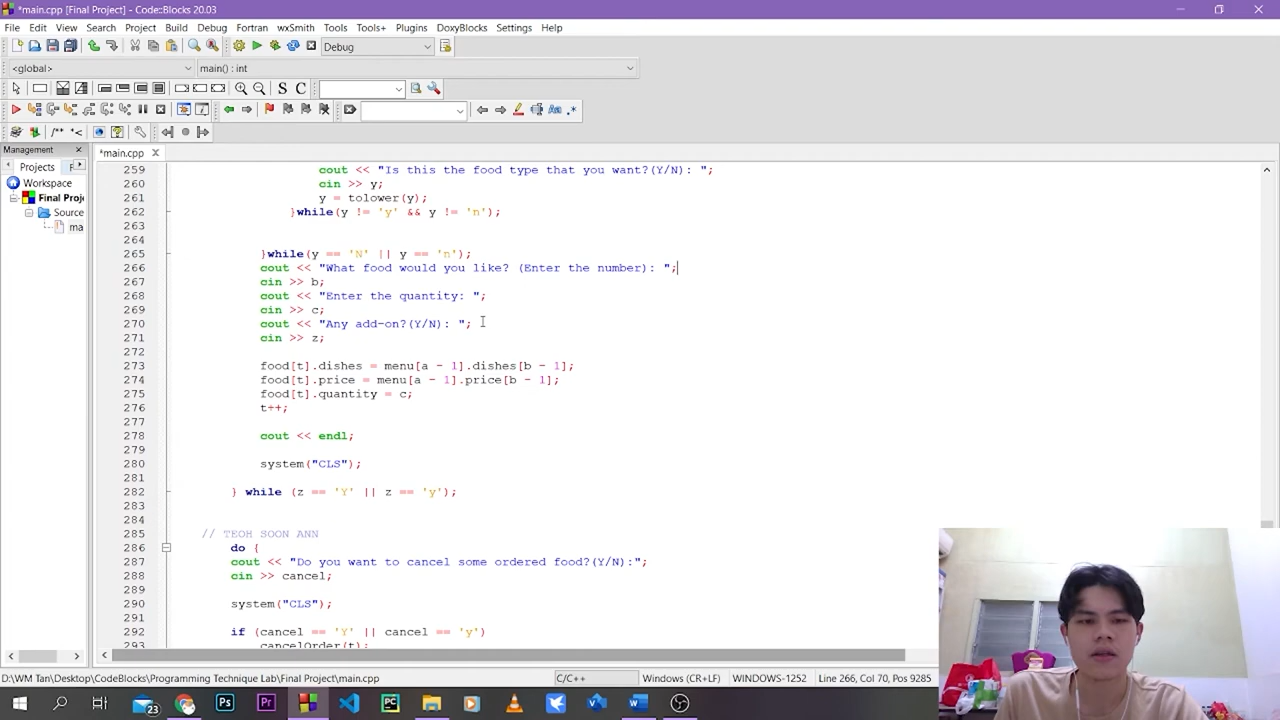 *main.cpp [Final Project] - Code::Blocks 20.03
File Edit View Search Project Build Debug Fortran wxSmith Tools Tools+ Plugins DoxyBlocks Settings Help
Debug
<global> main() : int
S C
Aa .*
/** *<
Management
Projects F
*main.cpp
Workspace
Final Proje
Source
ma
259 cout << "Is this the food type that you want?(Y/N): ";
260 cin >> y;
261 y = tolower(y);
262 }while(y != 'y' && y != 'n');
263
264
265 }while(y == 'N' || y == 'n');
266 cout << "What food would you like? (Enter the number): ";
267 cin >> b;
268 cout << "Enter the quantity: ";
269 cin >> c;
270 cout << "Any add-on?(Y/N): ";
271 cin >> z;
272
273 food[t].dishes = menu[a - 1].dishes[b - 1];
274 food[t].price = menu[a - 1].price[b - 1];
275 food[t].quantity = c;
276 t++;
277
278 cout << endl;
279
280 system("CLS");
281
282 } while (z == 'Y' || z == 'y');
283
284
285 // TEOH SOON ANN
286 do {
287 cout << "Do you want to cancel some ordered food?(Y/N):";
288 cin >> cancel;
289
290 system("CLS");
291
292 if (cancel == 'Y' || cancel == 'y')
293 cancelOrder(t);
D:\WM Tan\Desktop\CodeBlocks\Programming Technique Lab\Final Project\main.cpp C/C++ Windows (CR+LF) WINDOWS-1252 Line 266, Col 70, Pos 9285
23 Ps Pr PC W